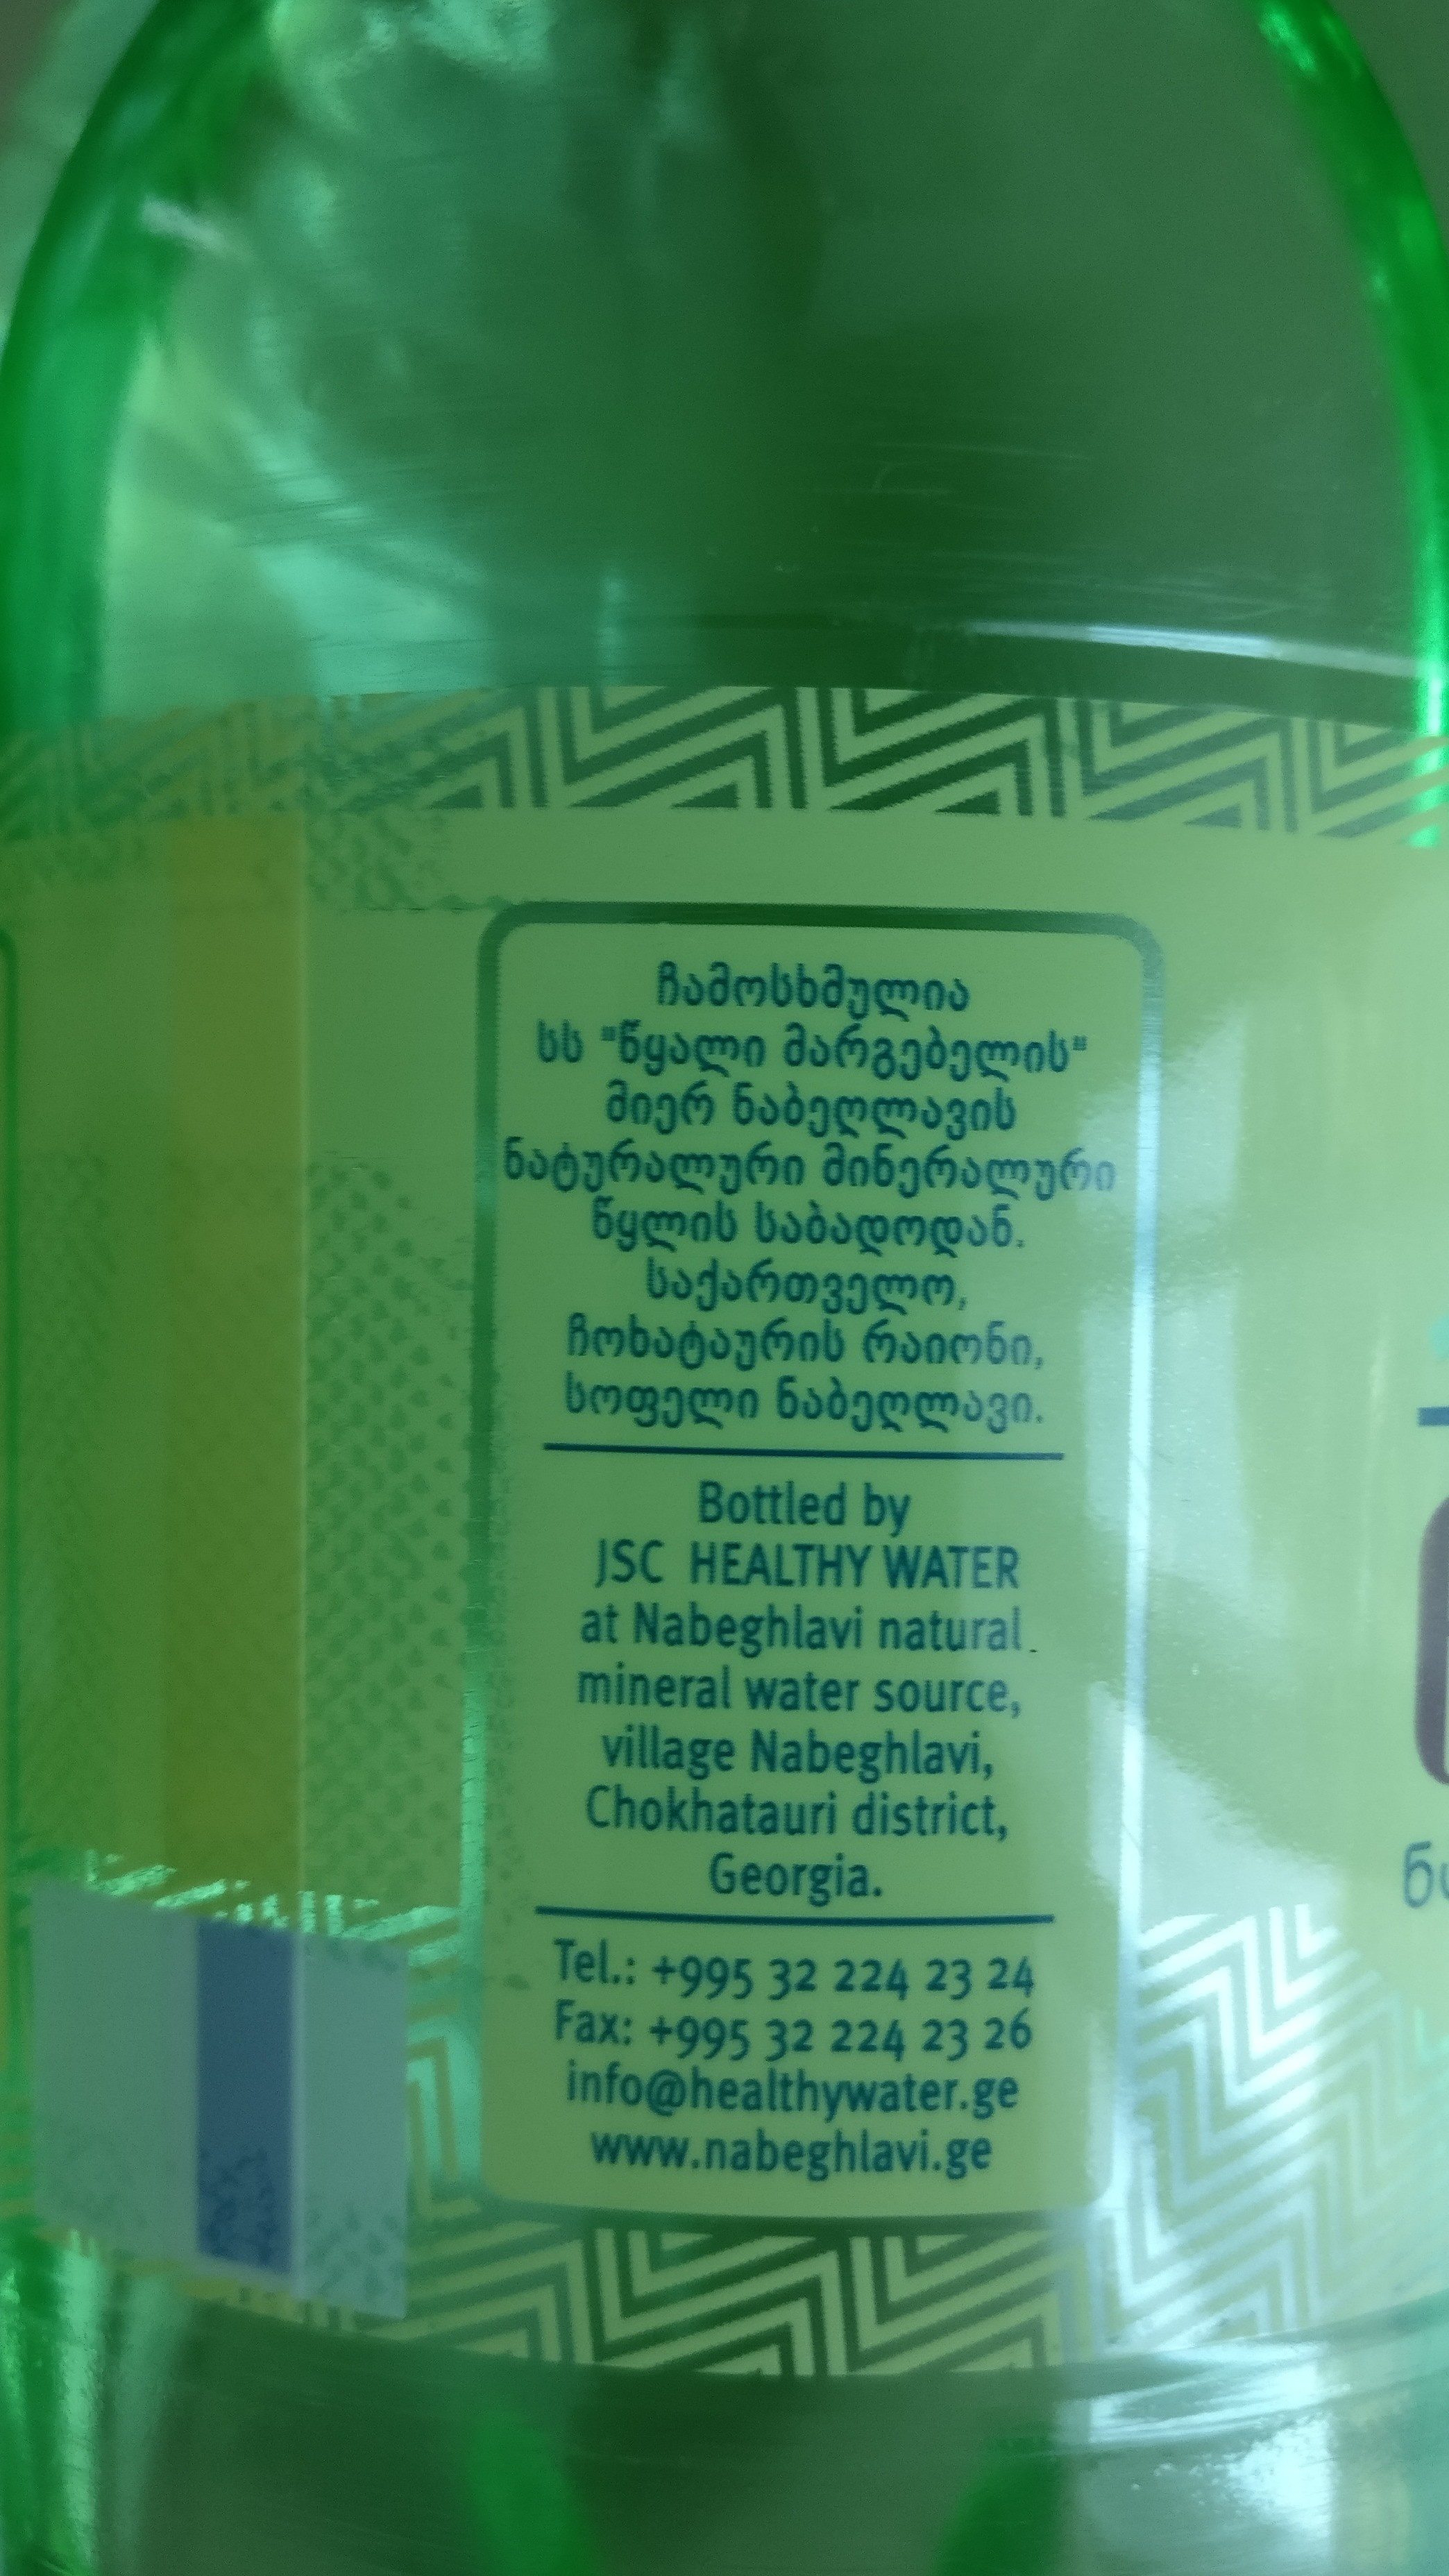 ჩამოსხმულია
სს "წყალი მარგებელის"
მიერ ნაბეღლავის
ნატურალური მინერალური
წყლის საბადოდან.
საქართველო,
ჩოხატაურის რაიონი,
სოფელი ნაბეღლავი.
Bottled by
JSC HEALTHY WATER
at Nabeghlavi natural
mineral water source,
village Nabeghlavi,
Chokhatauri district,
Georgia.
Tel.: +995 32 224 23 24
Fax: +995 32 224 23 26
info@healthywater.ge
www.nabeghlavi.ge